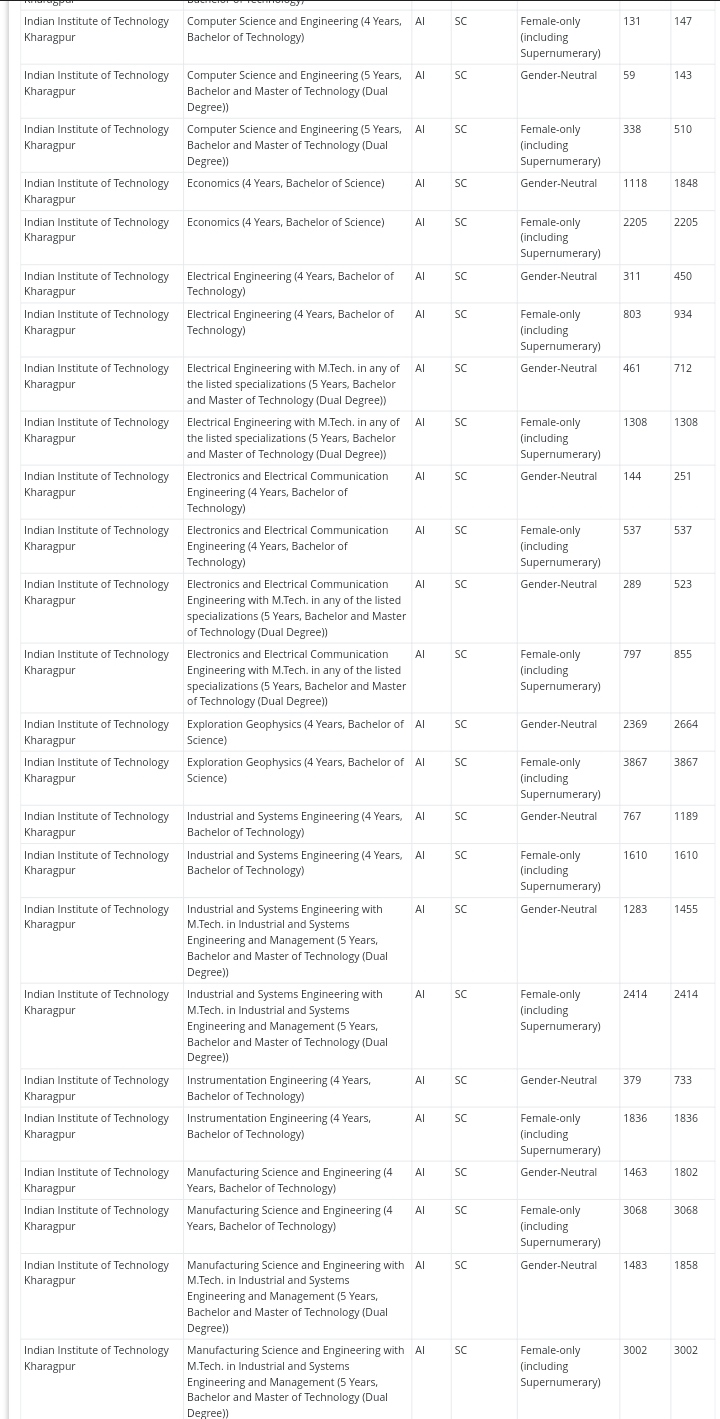 Computer Science and Engineering (4 Years, Bachelor of Technology)
Indian Institute of Technology Kharagpur Computer Science and Engineering (4 Years, Bachelor of Technology) AI SC Female-only (including Supernumerary) 131 147
Indian Institute of Technology Kharagpur Computer Science and Engineering (5 Years, Bachelor and Master of Technology (Dual Degree)) AI SC Gender-Neutral 59 143
Indian Institute of Technology Kharagpur Computer Science and Engineering (5 Years, Bachelor and Master of Technology (Dual Degree)) AI SC Female-only (including Supernumerary) 338 510
Indian Institute of Technology Kharagpur Economics (4 Years, Bachelor of Science) AI SC Gender-Neutral 1118 1848
Indian Institute of Technology Kharagpur Economics (4 Years, Bachelor of Science) AI SC Female-only (including Supernumerary) 2205 2205
Indian Institute of Technology Kharagpur Electrical Engineering (4 Years, Bachelor of Technology) AI SC Gender-Neutral 311 450
Indian Institute of Technology Kharagpur Electrical Engineering (4 Years, Bachelor of Technology) AI SC Female-only (including Supernumerary) 803 934
Indian Institute of Technology Kharagpur Electrical Engineering with M.Tech. in any of the listed specializations (5 Years, Bachelor and Master of Technology (Dual Degree)) AI SC Gender-Neutral 461 712
Indian Institute of Technology Kharagpur Electrical Engineering with M.Tech. in any of the listed specializations (5 Years, Bachelor and Master of Technology (Dual Degree)) AI SC Female-only (including Supernumerary) 1308 1308
Indian Institute of Technology Kharagpur Electronics and Electrical Communication Engineering (4 Years, Bachelor of Technology) AI SC Gender-Neutral 144 251
Indian Institute of Technology Kharagpur Electronics and Electrical Communication Engineering (4 Years, Bachelor of Technology) AI SC Female-only (including Supernumerary) 537 537
Indian Institute of Technology Kharagpur Electronics and Electrical Communication Engineering with M.Tech. in any of the listed specializations (5 Years, Bachelor and Master of Technology (Dual Degree)) AI SC Gender-Neutral 289 523
Indian Institute of Technology Kharagpur Electronics and Electrical Communication Engineering with M.Tech. in any of the listed specializations (5 Years, Bachelor and Master of Technology (Dual Degree)) AI SC Female-only (including Supernumerary) 797 855
Indian Institute of Technology Kharagpur Exploration Geophysics (4 Years, Bachelor of Science) AI SC Gender-Neutral 2369 2664
Indian Institute of Technology Kharagpur Exploration Geophysics (4 Years, Bachelor of Science) AI SC Female-only (including Supernumerary) 3867 3867
Indian Institute of Technology Kharagpur Industrial and Systems Engineering (4 Years, Bachelor of Technology) AI SC Gender-Neutral 767 1189
Indian Institute of Technology Kharagpur Industrial and Systems Engineering (4 Years, Bachelor of Technology) AI SC Female-only (including Supernumerary) 1610 1610
Indian Institute of Technology Kharagpur Industrial and Systems Engineering with M.Tech. in Industrial and Systems Engineering and Management (5 Years, Bachelor and Master of Technology (Dual Degree)) AI SC Gender-Neutral 1283 1455
Indian Institute of Technology Kharagpur Industrial and Systems Engineering with M.Tech. in Industrial and Systems Engineering and Management (5 Years, Bachelor and Master of Technology (Dual Degree)) AI SC Female-only (including Supernumerary) 2414 2414
Indian Institute of Technology Kharagpur Instrumentation Engineering (4 Years, Bachelor of Technology) AI SC Gender-Neutral 379 733
Indian Institute of Technology Kharagpur Instrumentation Engineering (4 Years, Bachelor of Technology) AI SC Female-only (including Supernumerary) 1836 1836
Indian Institute of Technology Kharagpur Manufacturing Science and Engineering (4 Years, Bachelor of Technology) AI SC Gender-Neutral 1463 1802
Indian Institute of Technology Kharagpur Manufacturing Science and Engineering (4 Years, Bachelor of Technology) AI SC Female-only (including Supernumerary) 3068 3068
Indian Institute of Technology Kharagpur Manufacturing Science and Engineering with M.Tech. in Industrial and Systems Engineering and Management (5 Years, Bachelor and Master of Technology (Dual Degree)) AI SC Gender-Neutral 1483 1858
Indian Institute of Technology Kharagpur Manufacturing Science and Engineering with M.Tech. in Industrial and Systems Engineering and Management (5 Years, Bachelor and Master of Technology (Dual Degree)) AI SC Female-only (including Supernumerary) 3002 3002